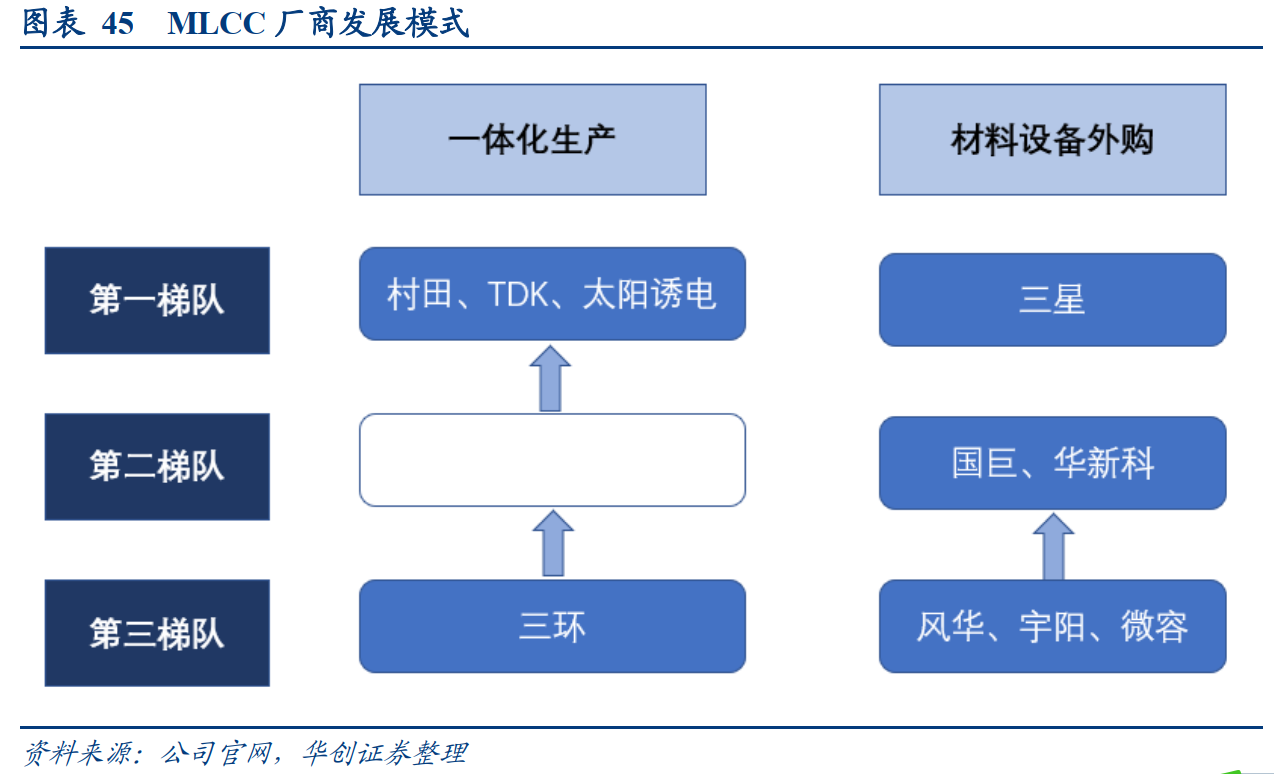 图表 45 MLCC 厂商发展模式
一体化生产
材料设备外购
第一梯队
村田、TDK、太阳诱电
三星
第二梯队
国巨、华新科
第三梯队
三环
风华、宇阳、微容
资料来源：公司官网，华创证券整理